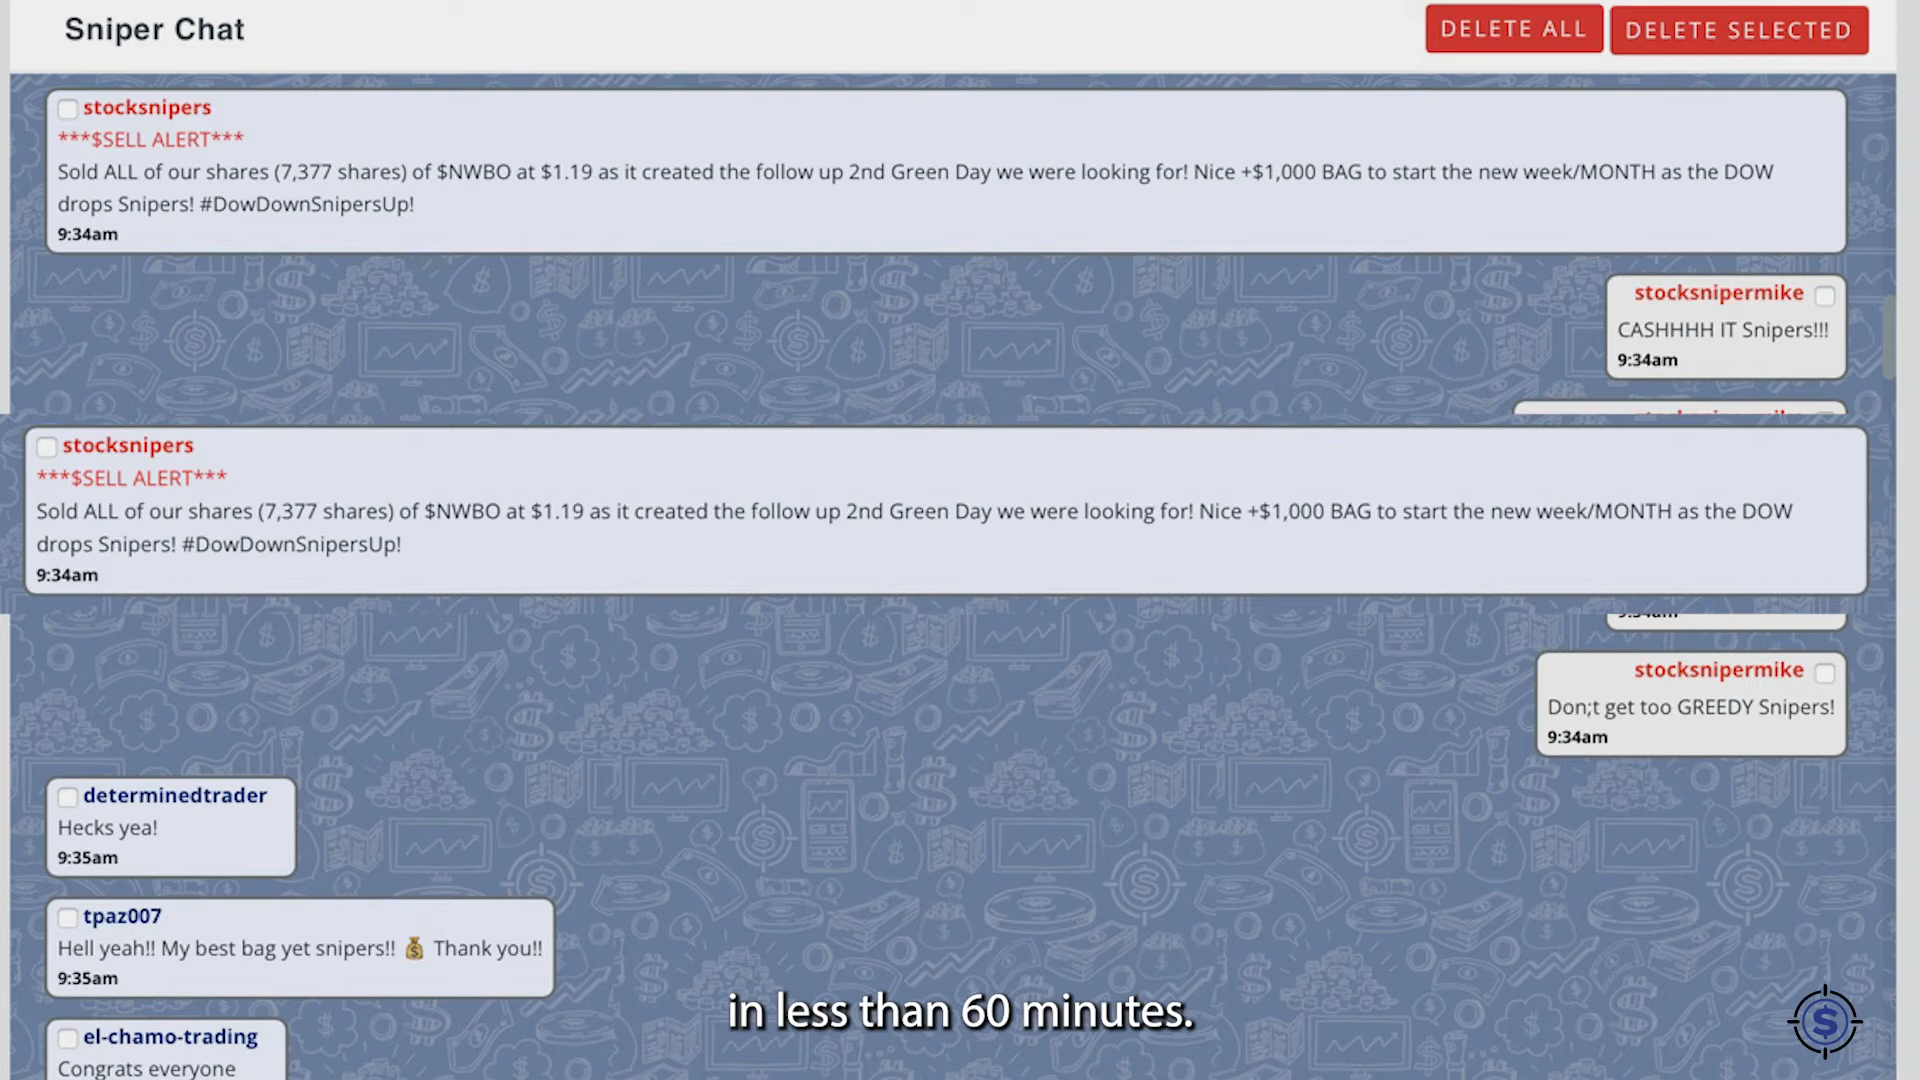 Sniper Chat
DELETE ALL
DELETE SELECTED
stocksnipers
***$SELL ALERT***
Sold ALL of our shares (7,377 shares) of $NWBO at $1.19 as it created the follow up 2nd Green Day we were looking for! Nice +$1,000 BAG to start the new week/MONTH as the DOW
drops Snipers! #DowDownSnipersUp!
9:34am
stocksnipermike
CASHHHH IT Snipers!!!
9:34am
stocksnipers
***$SELL ALERT***
Sold ALL of our shares (7,377 shares) of $NWBO at $1.19 as it created the follow up 2nd Green Day we were looking for! Nice +$1,000 BAG to start the new week/MONTH as the DOW
drops Snipers! #DowDownSnipersUp!
9:34am
stocksnipermike
Don;t get too GREEDY Snipers!
9:34am
determinedtrader
Hecks yea!
9:35am
tpaz007
Hell yeah!! My best bag yet snipers!! 💰 Thank you!!
9:35am
el-chamo-trading
Congrats everyone
in less than 60 minutes.